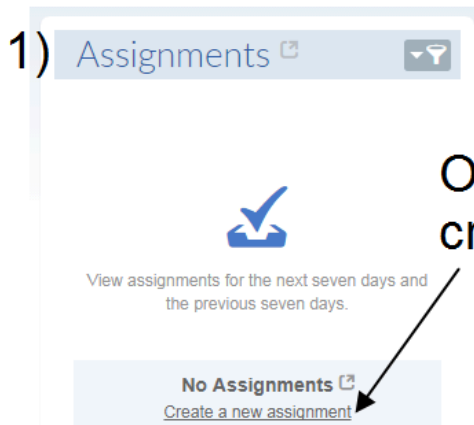 1) Assignments
O
cr
View assignments for the next seven days and
the previous seven days.
No Assignments
Create a new assignment